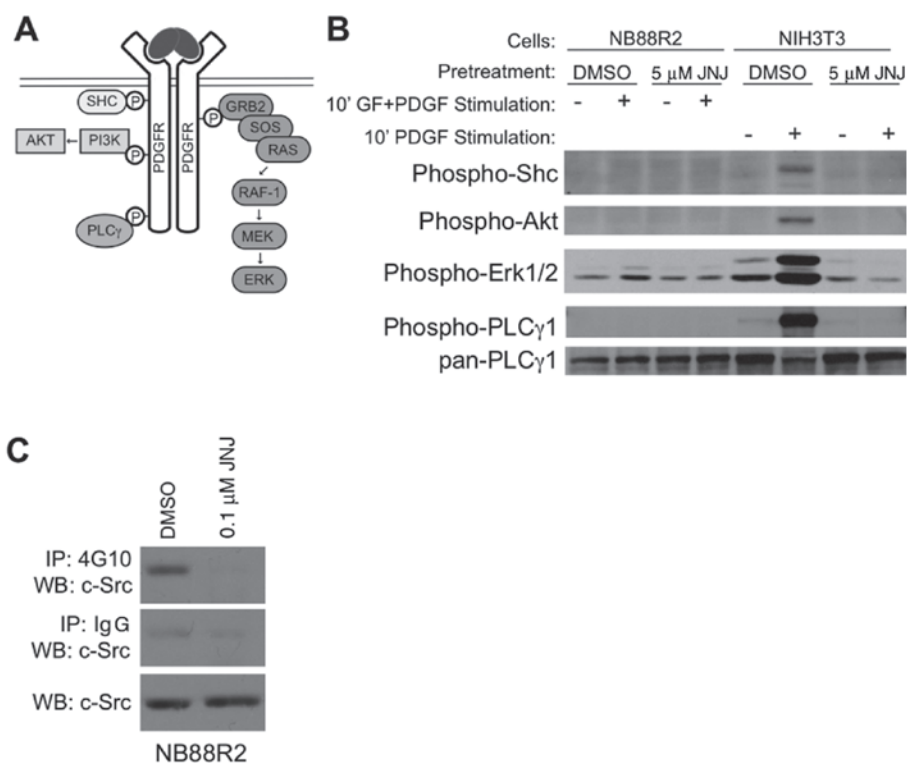 A
SHC
P
PDGFR
PDGFR
P
GRB2
SOS
RAS
AKT
PI3K
P
RAF-1
MEK
ERK
PLCγ
P
B
Cells: NB88R2 NIH3T3
Pretreatment: DMSO 5 µM JNJ DMSO 5 µM JNJ
10' GF+PDGF Stimulation: - + - +
10' PDGF Stimulation: - + - +
Phospho-Shc
Phospho-Akt
Phospho-Erk1/2
Phospho-PLCγ1
pan-PLCγ1
C
DMSO
0.1 µM JNJ
IP: 4G10
WB: c-Src
IP: IgG
WB: c-Src
WB: c-Src
NB88R2